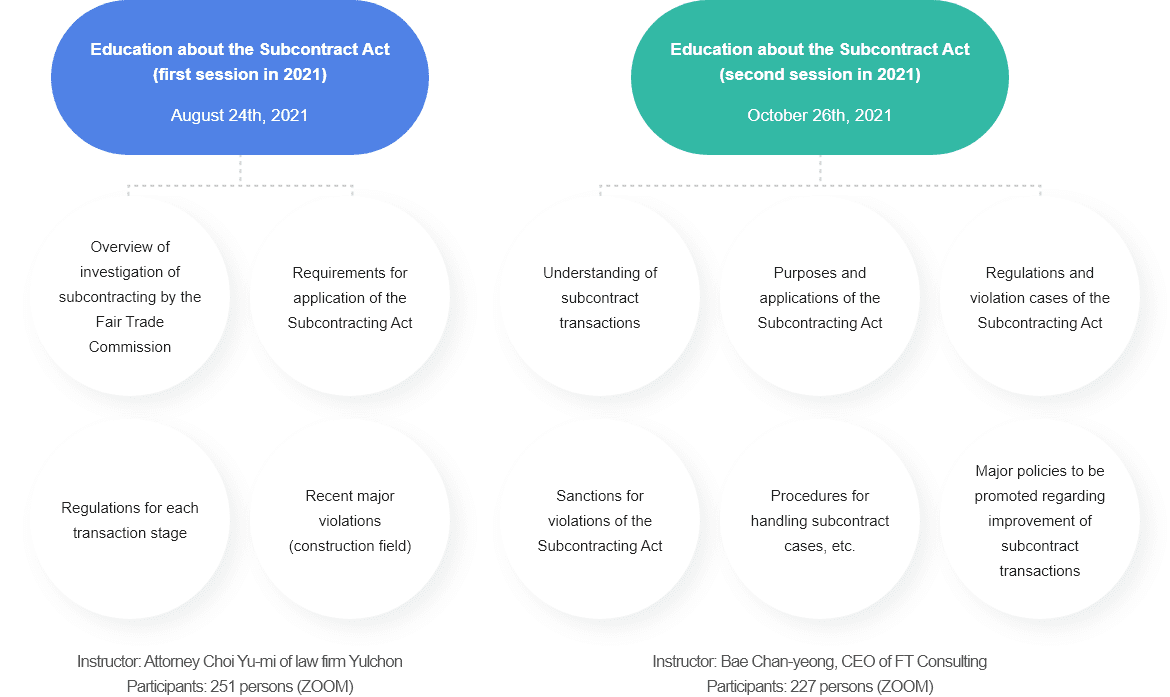 Education about the Subcontract Act
(first session in 2021)
August 24th, 2021
Overview of
investigation of
subcontracting by the
Fair Trade
Commission
Requirements for
application of the
Subcontracting Act
Regulations for each
transaction stage
Recent major
violations
(construction field)
Instructor: Attorney Choi Yu-mi of law firm Yulchon
Participants: 251 persons (ZOOM)
Education about the Subcontract Act
(second session in 2021)
October 26th, 2021
Understanding of
subcontract
transactions
Purposes and
applications of the
Subcontracting Act
Regulations and
violation cases of the
Subcontracting Act
Sanctions for
violations of the
Subcontracting Act
Procedures for
handling subcontract
cases, etc.
Major policies to be
promoted regarding
improvement of
subcontract
transactions
Instructor: Bae Chan-yeong, CEO of FT Consulting
Participants: 227 persons (ZOOM)